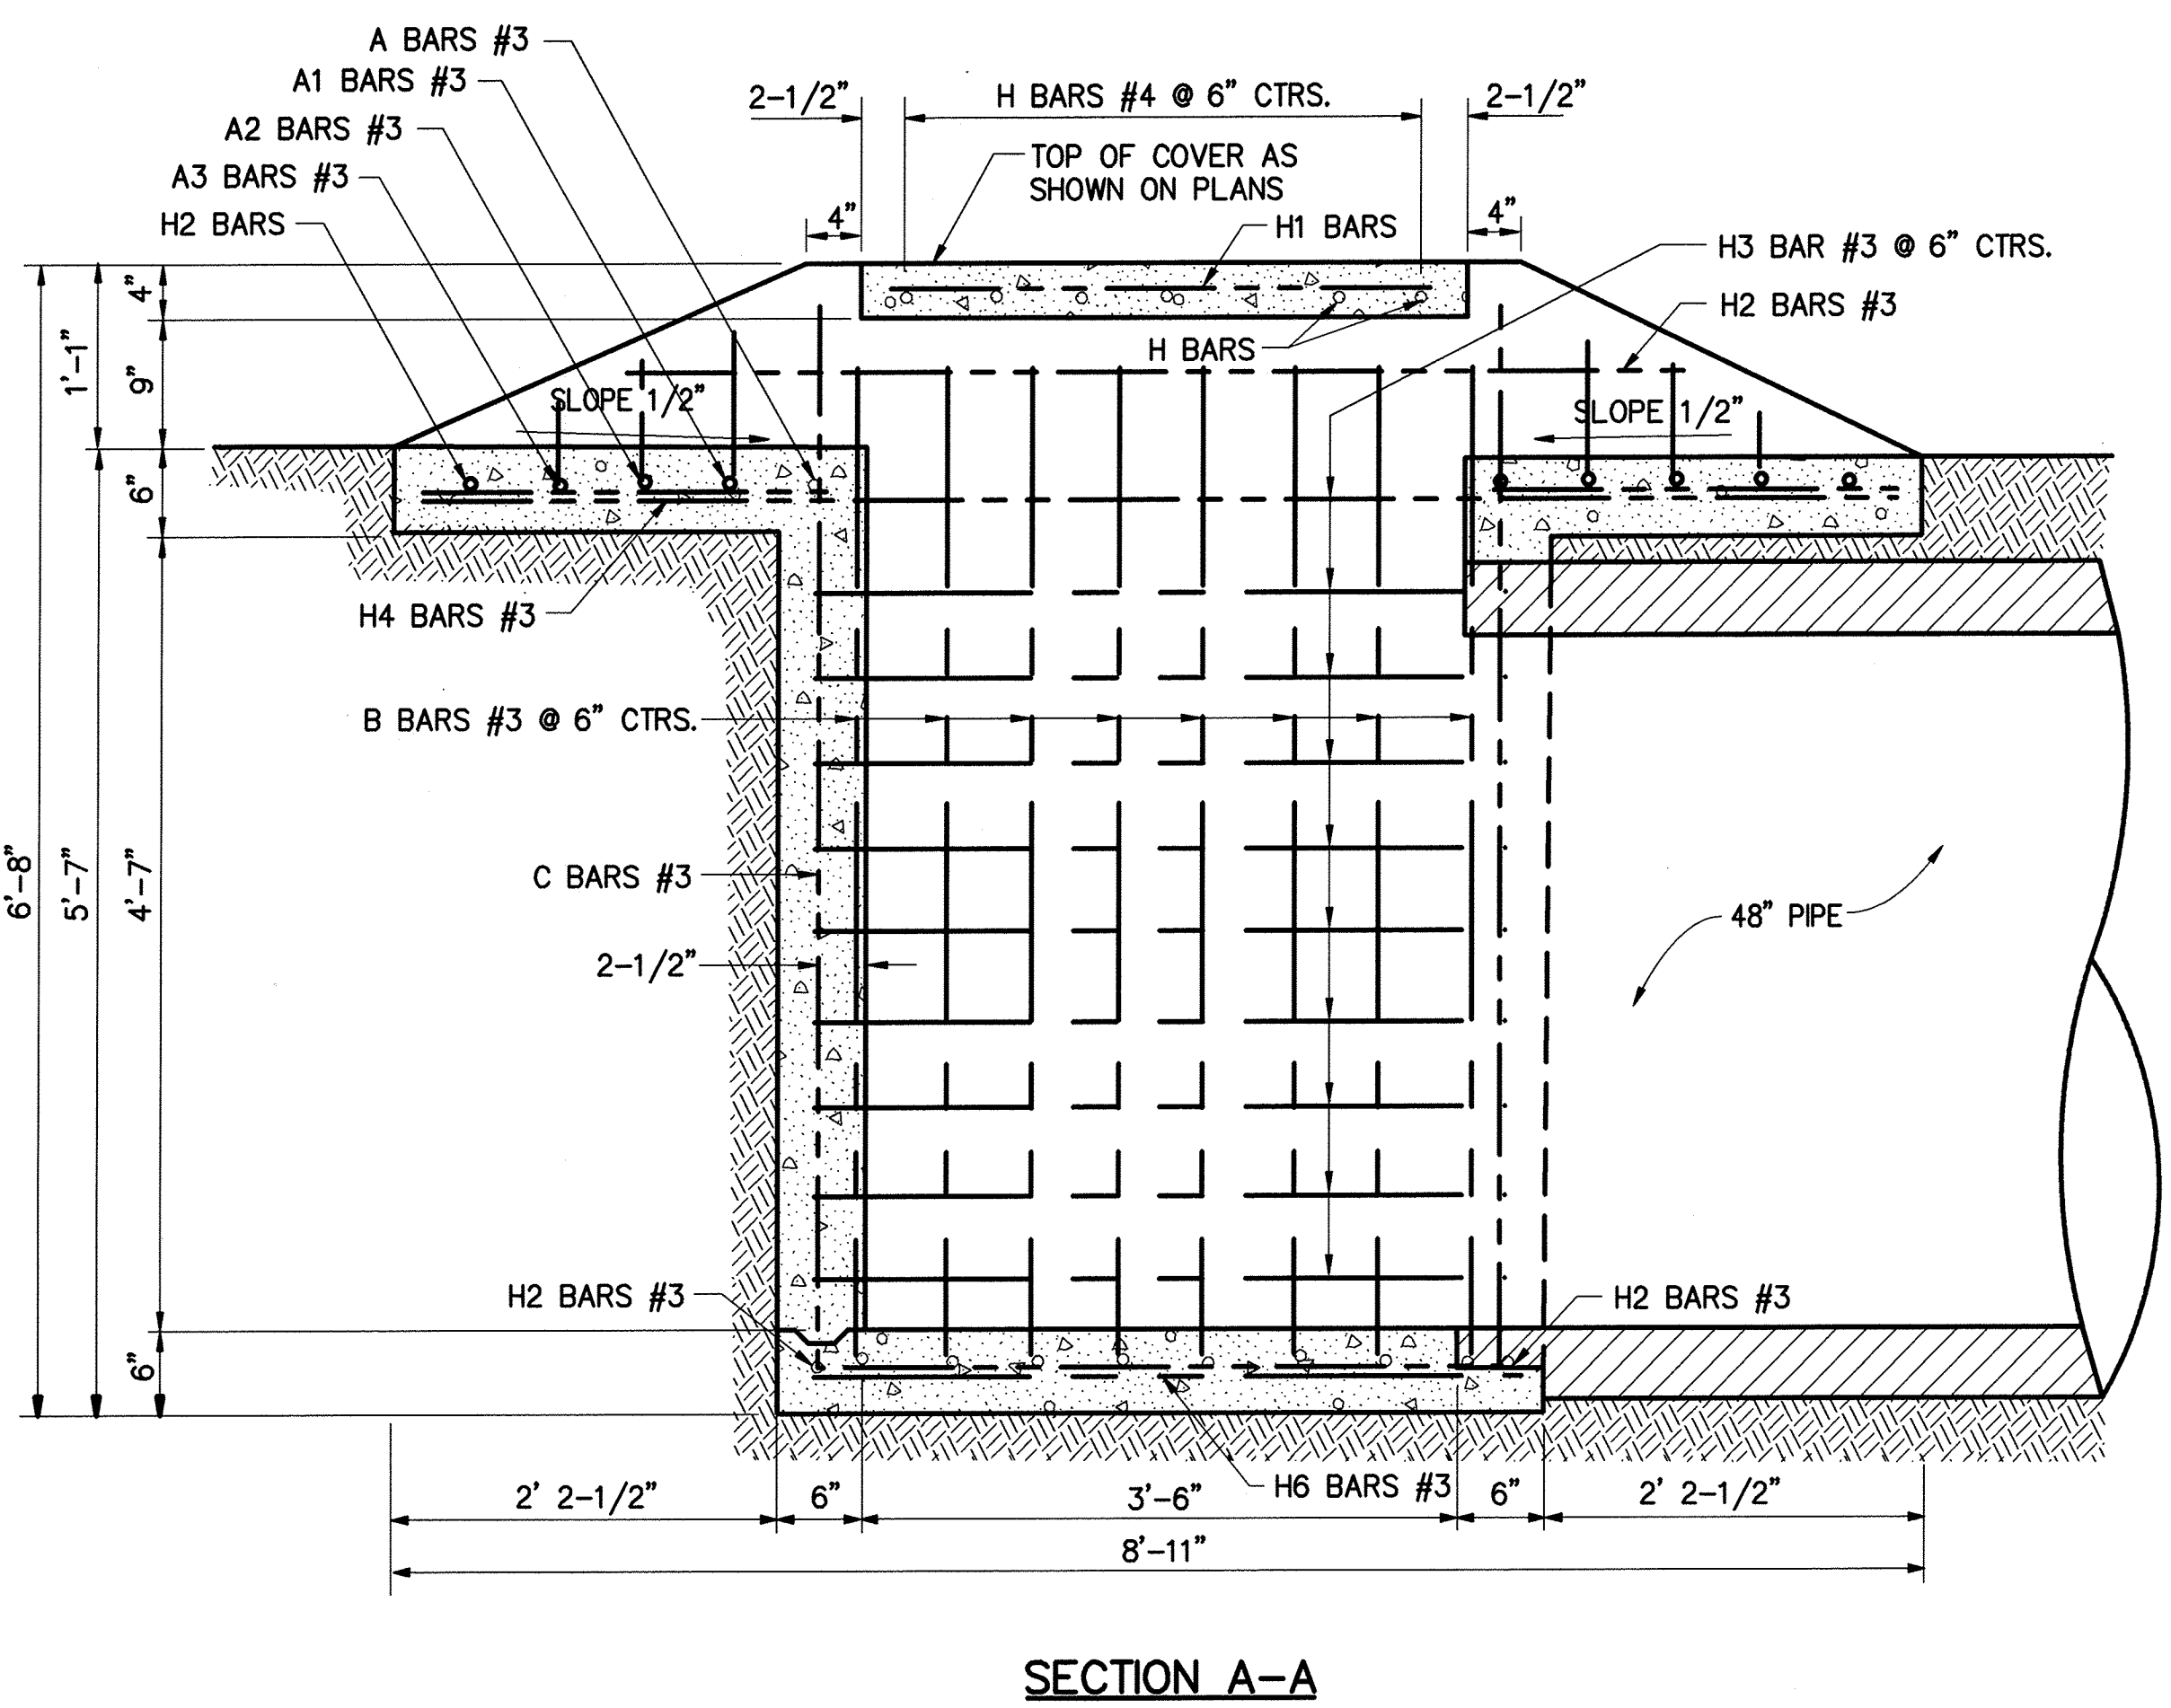 A BARS #3
A1 BARS #3
A2 BARS #3
A3 BARS #3
H2 BARS
2-1/2"
H BARS #4 @ 6" CTRS.
2-1/2"
TOP OF COVER AS
SHOWN ON PLANS
4"
H1 BARS
4"
H3 BAR #3 @ 6" CTRS.
H2 BARS #3
H BARS
4"
1'-1"
9"
SLOPE 1/2"
SLOPE 1/2"
6"
H4 BARS #3
B BARS #3 @ 6" CTRS.
6'-8"
5'-7"
4'-7"
C BARS #3
48" PIPE
2-1/2"
H2 BARS #3
H2 BARS #3
6"
H6 BARS #3
2' 2-1/2"
6"
3'-6"
6"
2' 2-1/2"
8'-11"
SECTION A-A